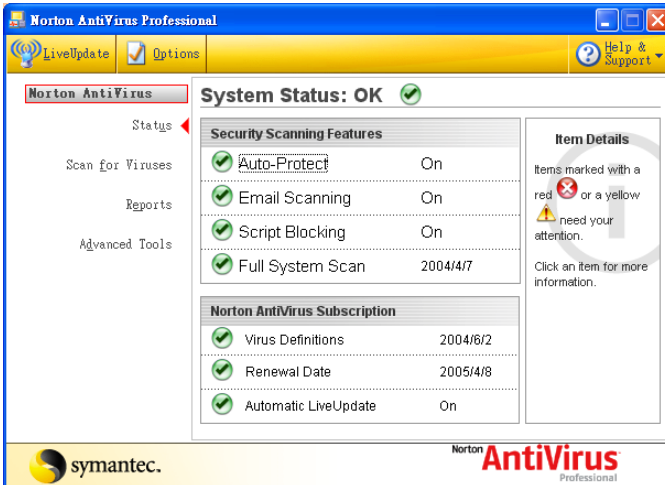 Norton AntiVirus Professional
LiveUpdate
Options
Help &
Support
Norton AntiVirus
Status
Scan for Viruses
Reports
Advanced Tools
System Status: OK
Security Scanning Features
Auto-Protect On
Email Scanning On
Script Blocking On
Full System Scan 2004/4/7
Norton AntiVirus Subscription
Virus Definitions 2004/6/2
Renewal Date 2005/4/8
Automatic LiveUpdate On
Item Details
Items marked with a
red or a yellow
need your
attention.
Click an item for more
information.
symantec.
Norton AntiVirus
Professional